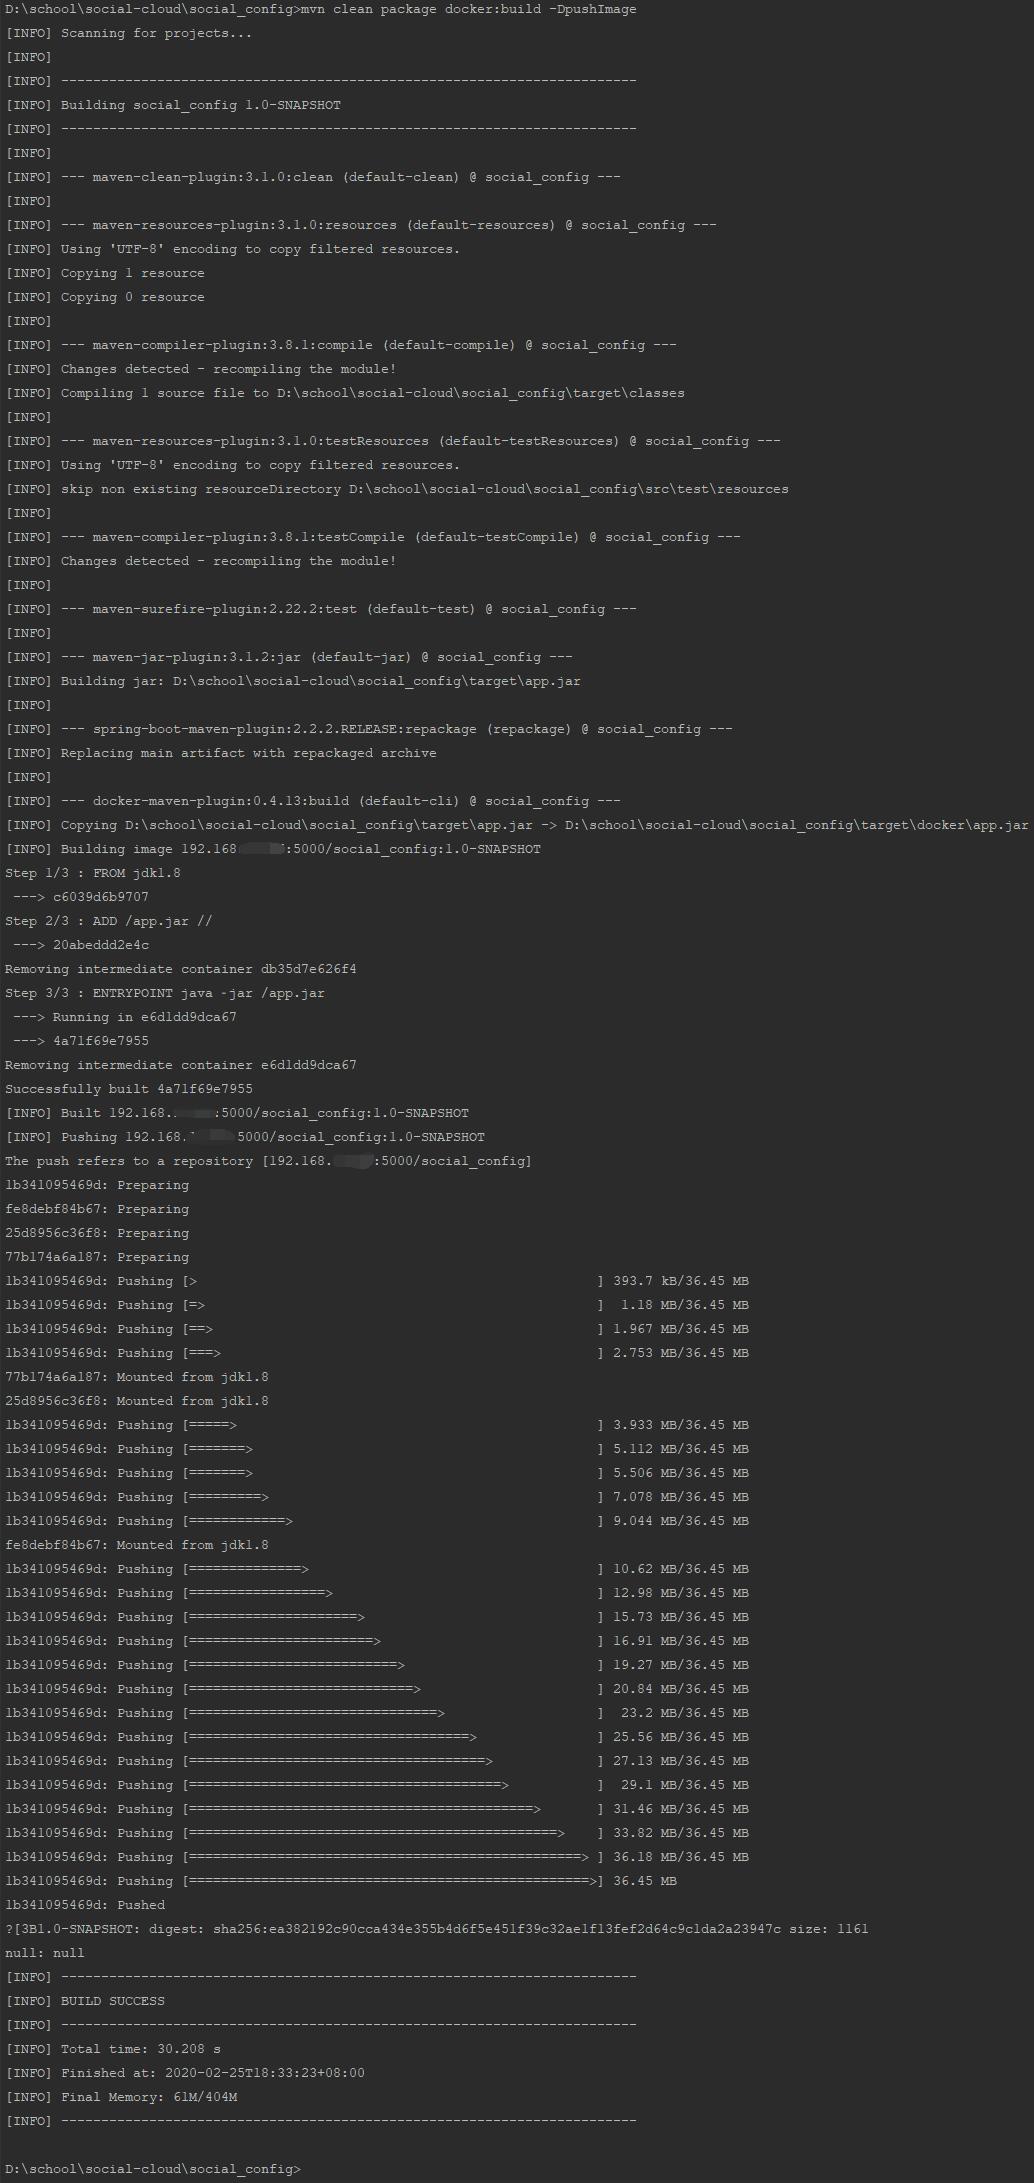 D:\school\social-cloud\social_config>mvn clean package docker:build -DpushImage
[INFO] Scanning for projects...
[INFO]
[INFO] ------------------------------------------------------------------------
[INFO] Building social_config 1.0-SNAPSHOT
[INFO] ------------------------------------------------------------------------
[INFO]
[INFO] --- maven-clean-plugin:3.1.0:clean (default-clean) @ social_config ---
[INFO]
[INFO] --- maven-resources-plugin:3.1.0:resources (default-resources) @ social_config ---
[INFO] Using 'UTF-8' encoding to copy filtered resources.
[INFO] Copying 1 resource
[INFO] Copying 0 resource
[INFO]
[INFO] --- maven-compiler-plugin:3.8.1:compile (default-compile) @ social_config ---
[INFO] Changes detected - recompiling the module!
[INFO] Compiling 1 source file to D:\school\social-cloud\social_config\target\classes
[INFO]
[INFO] --- maven-resources-plugin:3.1.0:testResources (default-testResources) @ social_config ---
[INFO] Using 'UTF-8' encoding to copy filtered resources.
[INFO] skip non existing resourceDirectory D:\school\social-cloud\social_config\src\test\resources
[INFO]
[INFO] --- maven-compiler-plugin:3.8.1:testCompile (default-testCompile) @ social_config ---
[INFO] Changes detected - recompiling the module!
[INFO]
[INFO] --- maven-surefire-plugin:2.22.2:test (default-test) @ social_config ---
[INFO]
[INFO] --- maven-jar-plugin:3.1.2:jar (default-jar) @ social_config ---
[INFO] Building jar: D:\school\social-cloud\social_config\target\app.jar
[INFO]
[INFO] --- spring-boot-maven-plugin:2.2.2.RELEASE:repackage (repackage) @ social_config ---
[INFO] Replacing main artifact with repackaged archive
[INFO]
[INFO] --- docker-maven-plugin:0.4.13:build (default-cli) @ social_config ---
[INFO] Copying D:\school\social-cloud\social_config\target\app.jar -> D:\school\social-cloud\social_config\target\docker\app.jar
[INFO] Building image 192.168 :5000/social_config:1.0-SNAPSHOT
Step 1/3 : FROM jdk1.8
 ---> c6039d6b9707
Step 2/3 : ADD /app.jar //
 ---> 20abeddd2e4c
Removing intermediate container db35d7e626f4
Step 3/3 : ENTRYPOINT java -jar /app.jar
 ---> Running in e6d1dd9dca67
 ---> 4a71f69e7955
Removing intermediate container e6d1dd9dca67
Successfully built 4a71f69e7955
[INFO] Built 192.168. :5000/social_config:1.0-SNAPSHOT
[INFO] Pushing 192.168. 5000/social_config:1.0-SNAPSHOT
The push refers to a repository [192.168. :5000/social_config]
1b341095469d: Preparing
fe8debf84b67: Preparing
25d8956c36f8: Preparing
77b174a6a187: Preparing
1b341095469d: Pushing [>                                                  ] 393.7 kB/36.45 MB
1b341095469d: Pushing [=>                                                 ]  1.18 MB/36.45 MB
1b341095469d: Pushing [==>                                                ] 1.967 MB/36.45 MB
1b341095469d: Pushing [===>                                               ] 2.753 MB/36.45 MB
77b174a6a187: Mounted from jdk1.8
25d8956c36f8: Mounted from jdk1.8
1b341095469d: Pushing [=====>                                             ] 3.933 MB/36.45 MB
1b341095469d: Pushing [=======>                                           ] 5.112 MB/36.45 MB
1b341095469d: Pushing [=======>                                           ] 5.506 MB/36.45 MB
1b341095469d: Pushing [=========>                                         ] 7.078 MB/36.45 MB
1b341095469d: Pushing [============>                                      ] 9.044 MB/36.45 MB
fe8debf84b67: Mounted from jdk1.8
1b341095469d: Pushing [==============>                                    ] 10.62 MB/36.45 MB
1b341095469d: Pushing [=================>                                 ] 12.98 MB/36.45 MB
1b341095469d: Pushing [=====================>                             ] 15.73 MB/36.45 MB
1b341095469d: Pushing [=======================>                           ] 16.91 MB/36.45 MB
1b341095469d: Pushing [==========================>                        ] 19.27 MB/36.45 MB
1b341095469d: Pushing [============================>                      ] 20.84 MB/36.45 MB
1b341095469d: Pushing [===============================>                   ]  23.2 MB/36.45 MB
1b341095469d: Pushing [===================================>               ] 25.56 MB/36.45 MB
1b341095469d: Pushing [=====================================>             ] 27.13 MB/36.45 MB
1b341095469d: Pushing [=======================================>           ]  29.1 MB/36.45 MB
1b341095469d: Pushing [===========================================>       ] 31.46 MB/36.45 MB
1b341095469d: Pushing [==============================================>    ] 33.82 MB/36.45 MB
1b341095469d: Pushing [=================================================> ] 36.18 MB/36.45 MB
1b341095469d: Pushing [==================================================>] 36.45 MB
1b341095469d: Pushed
?[3B1.0-SNAPSHOT: digest: sha256:ea382192c90cca434e355b4d6f5e451f39c32ae1f13fef2d64c9c1da2a23947c size: 1161
null: null
[INFO] ------------------------------------------------------------------------
[INFO] BUILD SUCCESS
[INFO] ------------------------------------------------------------------------
[INFO] Total time: 30.208 s
[INFO] Finished at: 2020-02-25T18:33:23+08:00
[INFO] Final Memory: 61M/404M
[INFO] ------------------------------------------------------------------------
D:\school\social-cloud\social_config>